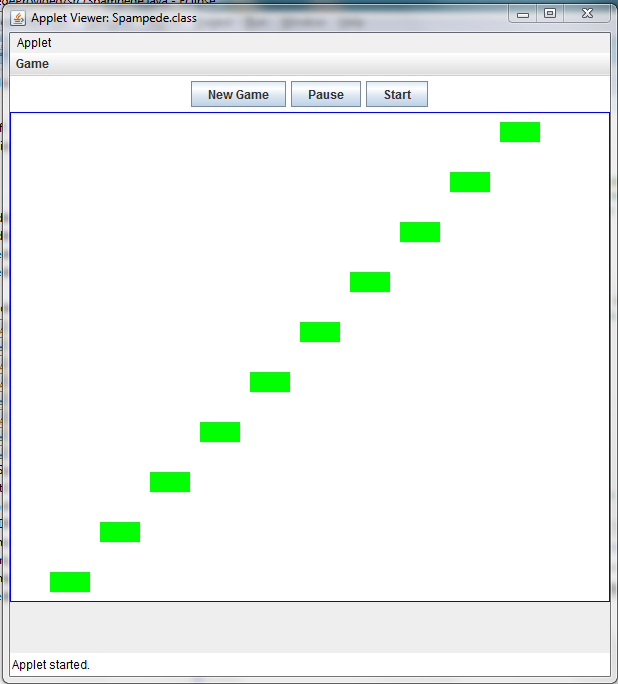 Applet Viewer: Spampede.class
Applet
Game
New Game Pause Start
Applet started.